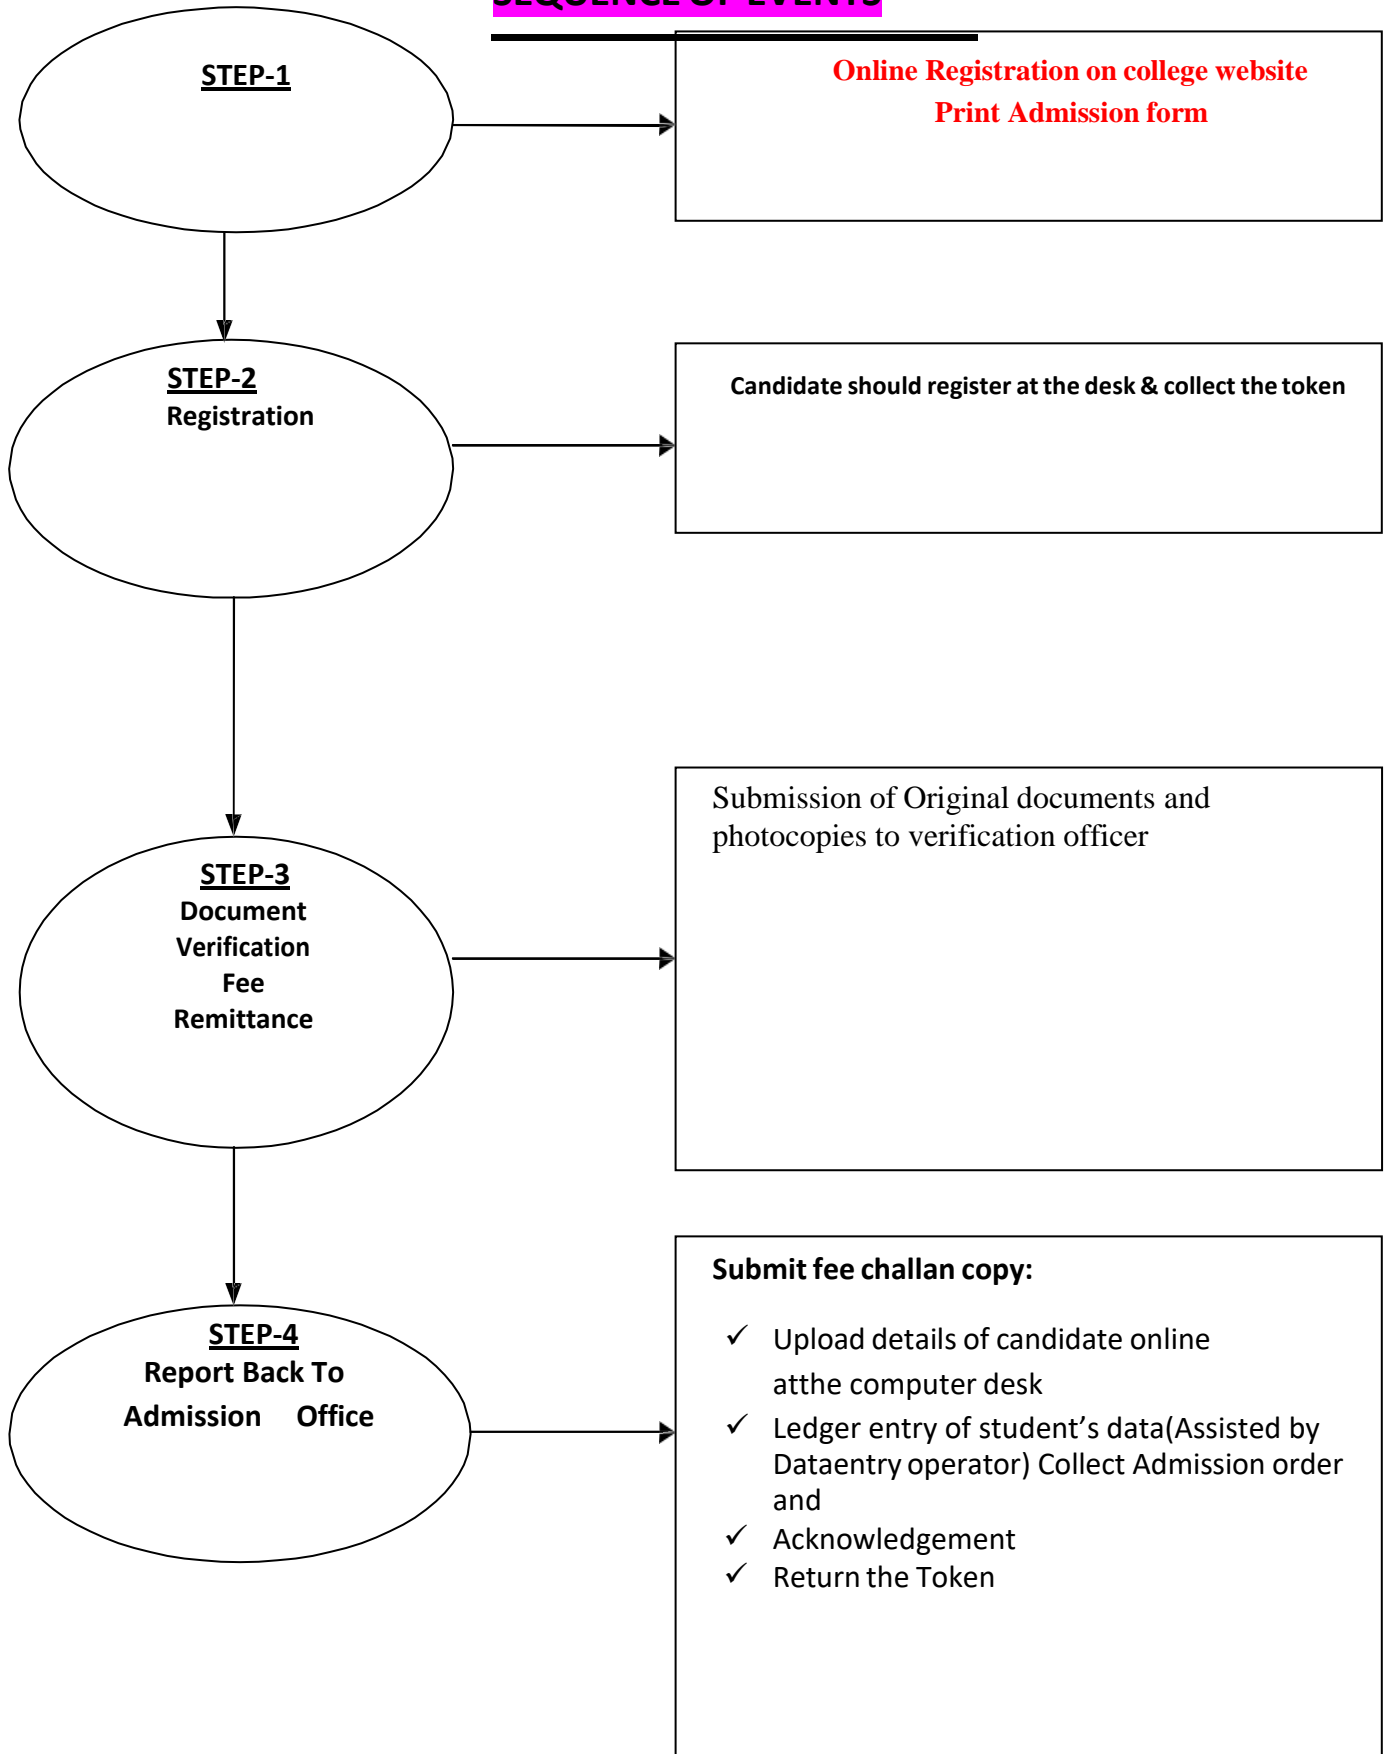 SEQUENCE OF EVENTS
STEP-1
Online Registration on college website
Print Admission form
STEP-2
Registration
Candidate should register at the desk & collect the token
STEP-3
Document
Verification
Fee
Remittance
Submission of Original documents and
photocopies to verification officer
STEP-4
Report Back To
Admission Office
Submit fee challan copy:
✓ Upload details of candidate online
atthe computer desk
✓ Ledger entry of student’s data(Assisted by
Dataentry operator) Collect Admission order
and
✓ Acknowledgement
✓ Return the Token